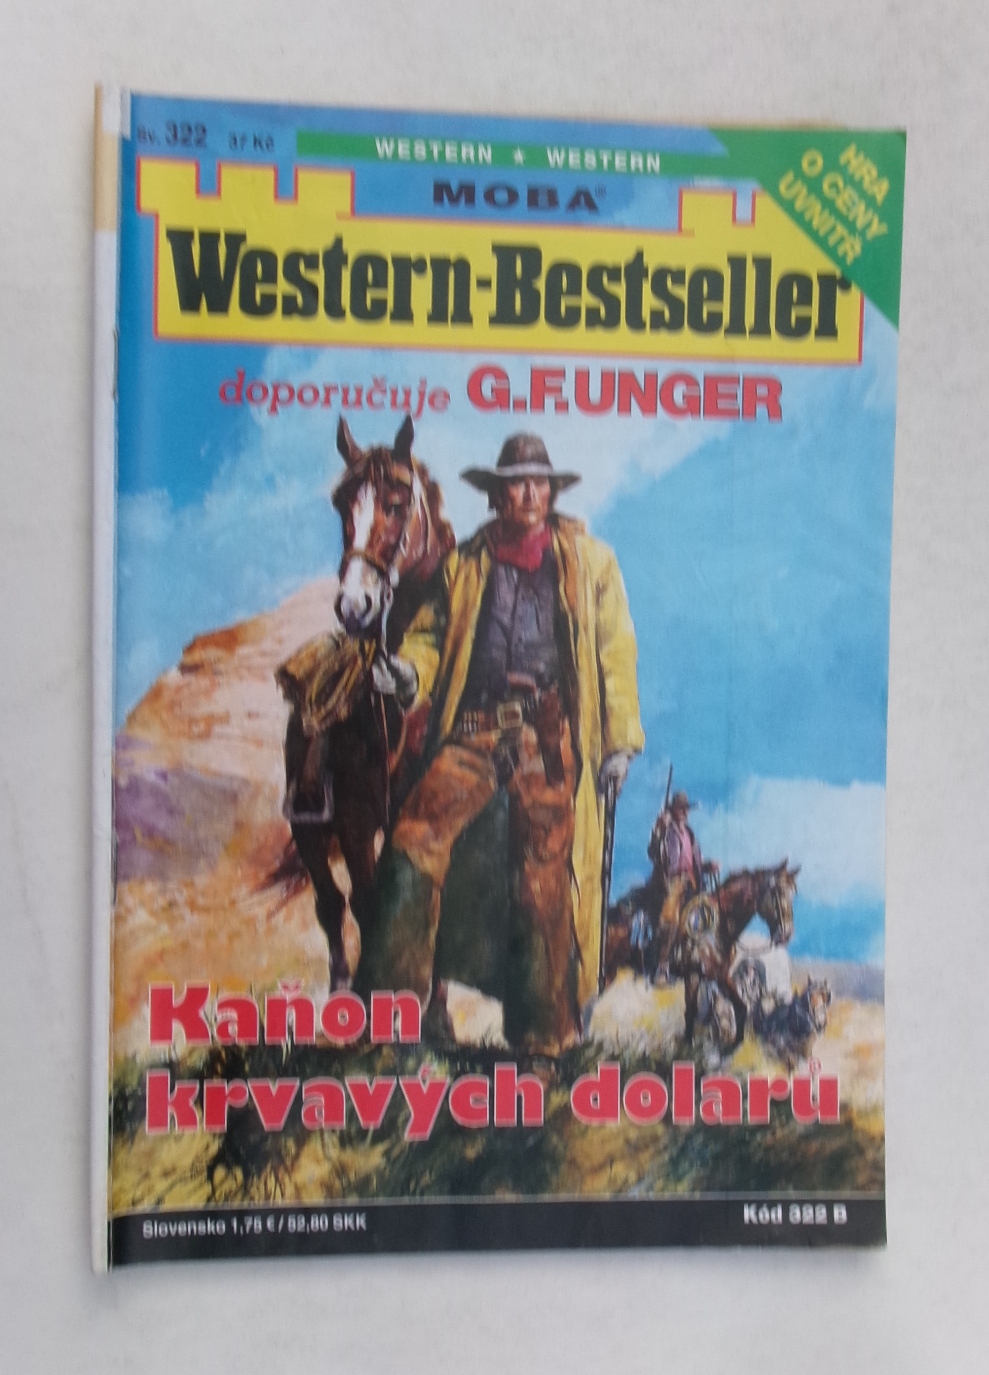 Sv. 322 37 Kč
WESTERN ★ WESTERN
HRA
O CENY
UVNITŘ
MOBA®
Western-Bestseller
doporučuje G.F.UNGER
Kaňon
krvavých dolarů
Slovensko 1,75 € / 52,80 SKK
Kód 322 B